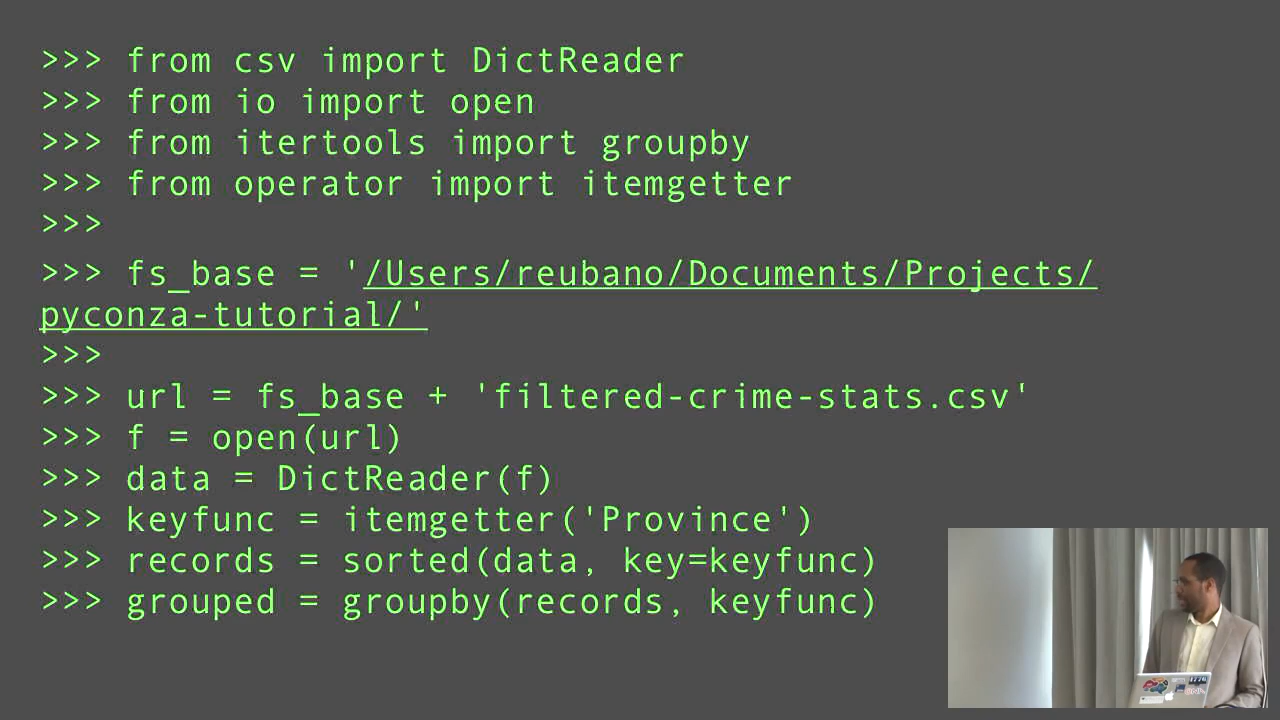 >>> from csv import DictReader
>>> from io import open
>>> from itertools import groupby
>>> from operator import itemgetter
>>>
>>> fs_base = '/Users/reubano/Documents/Projects/
pyconza-tutorial/'
>>>
>>> url = fs_base + 'filtered-crime-stats.csv'
>>> f = open(url)
>>> data = DictReader(f)
>>> keyfunc = itemgetter('Province')
>>> records = sorted(data, key=keyfunc)
>>> grouped = groupby(records, keyfunc)
1776